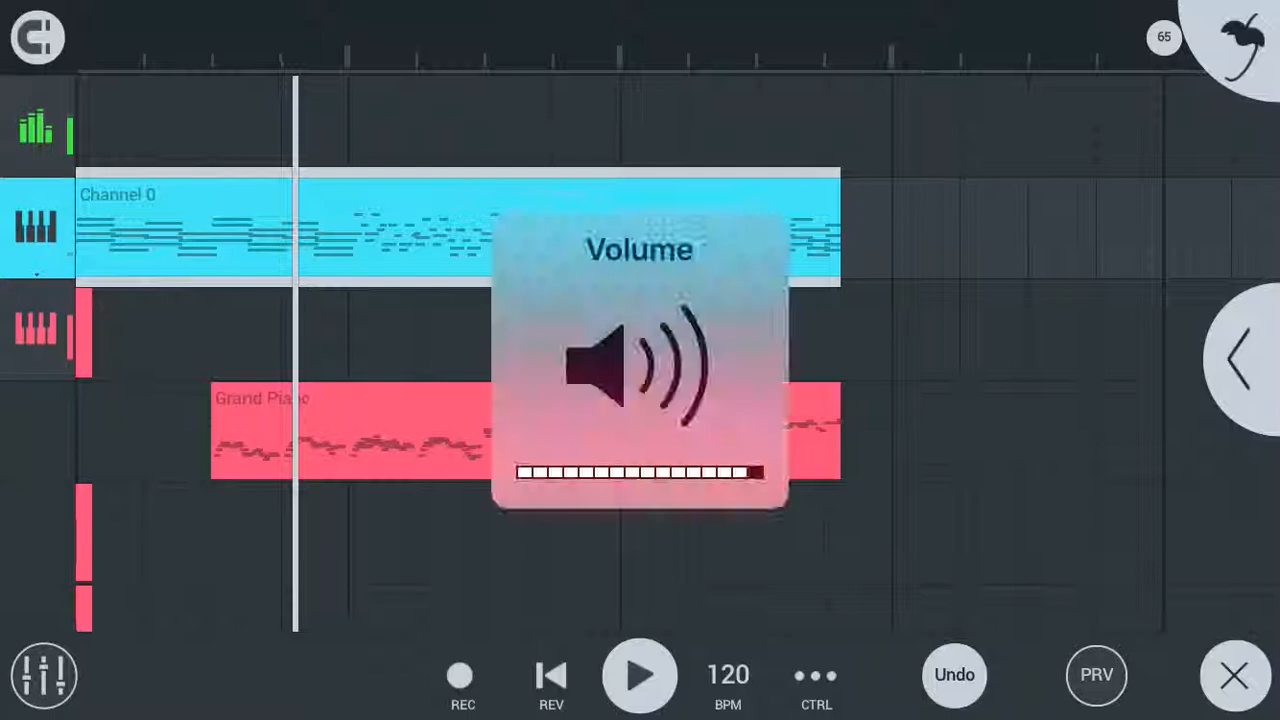 65
Channel 0
Volume
Grand Piano
120
Undo
PRV
REC
REV
BPM
CTRL